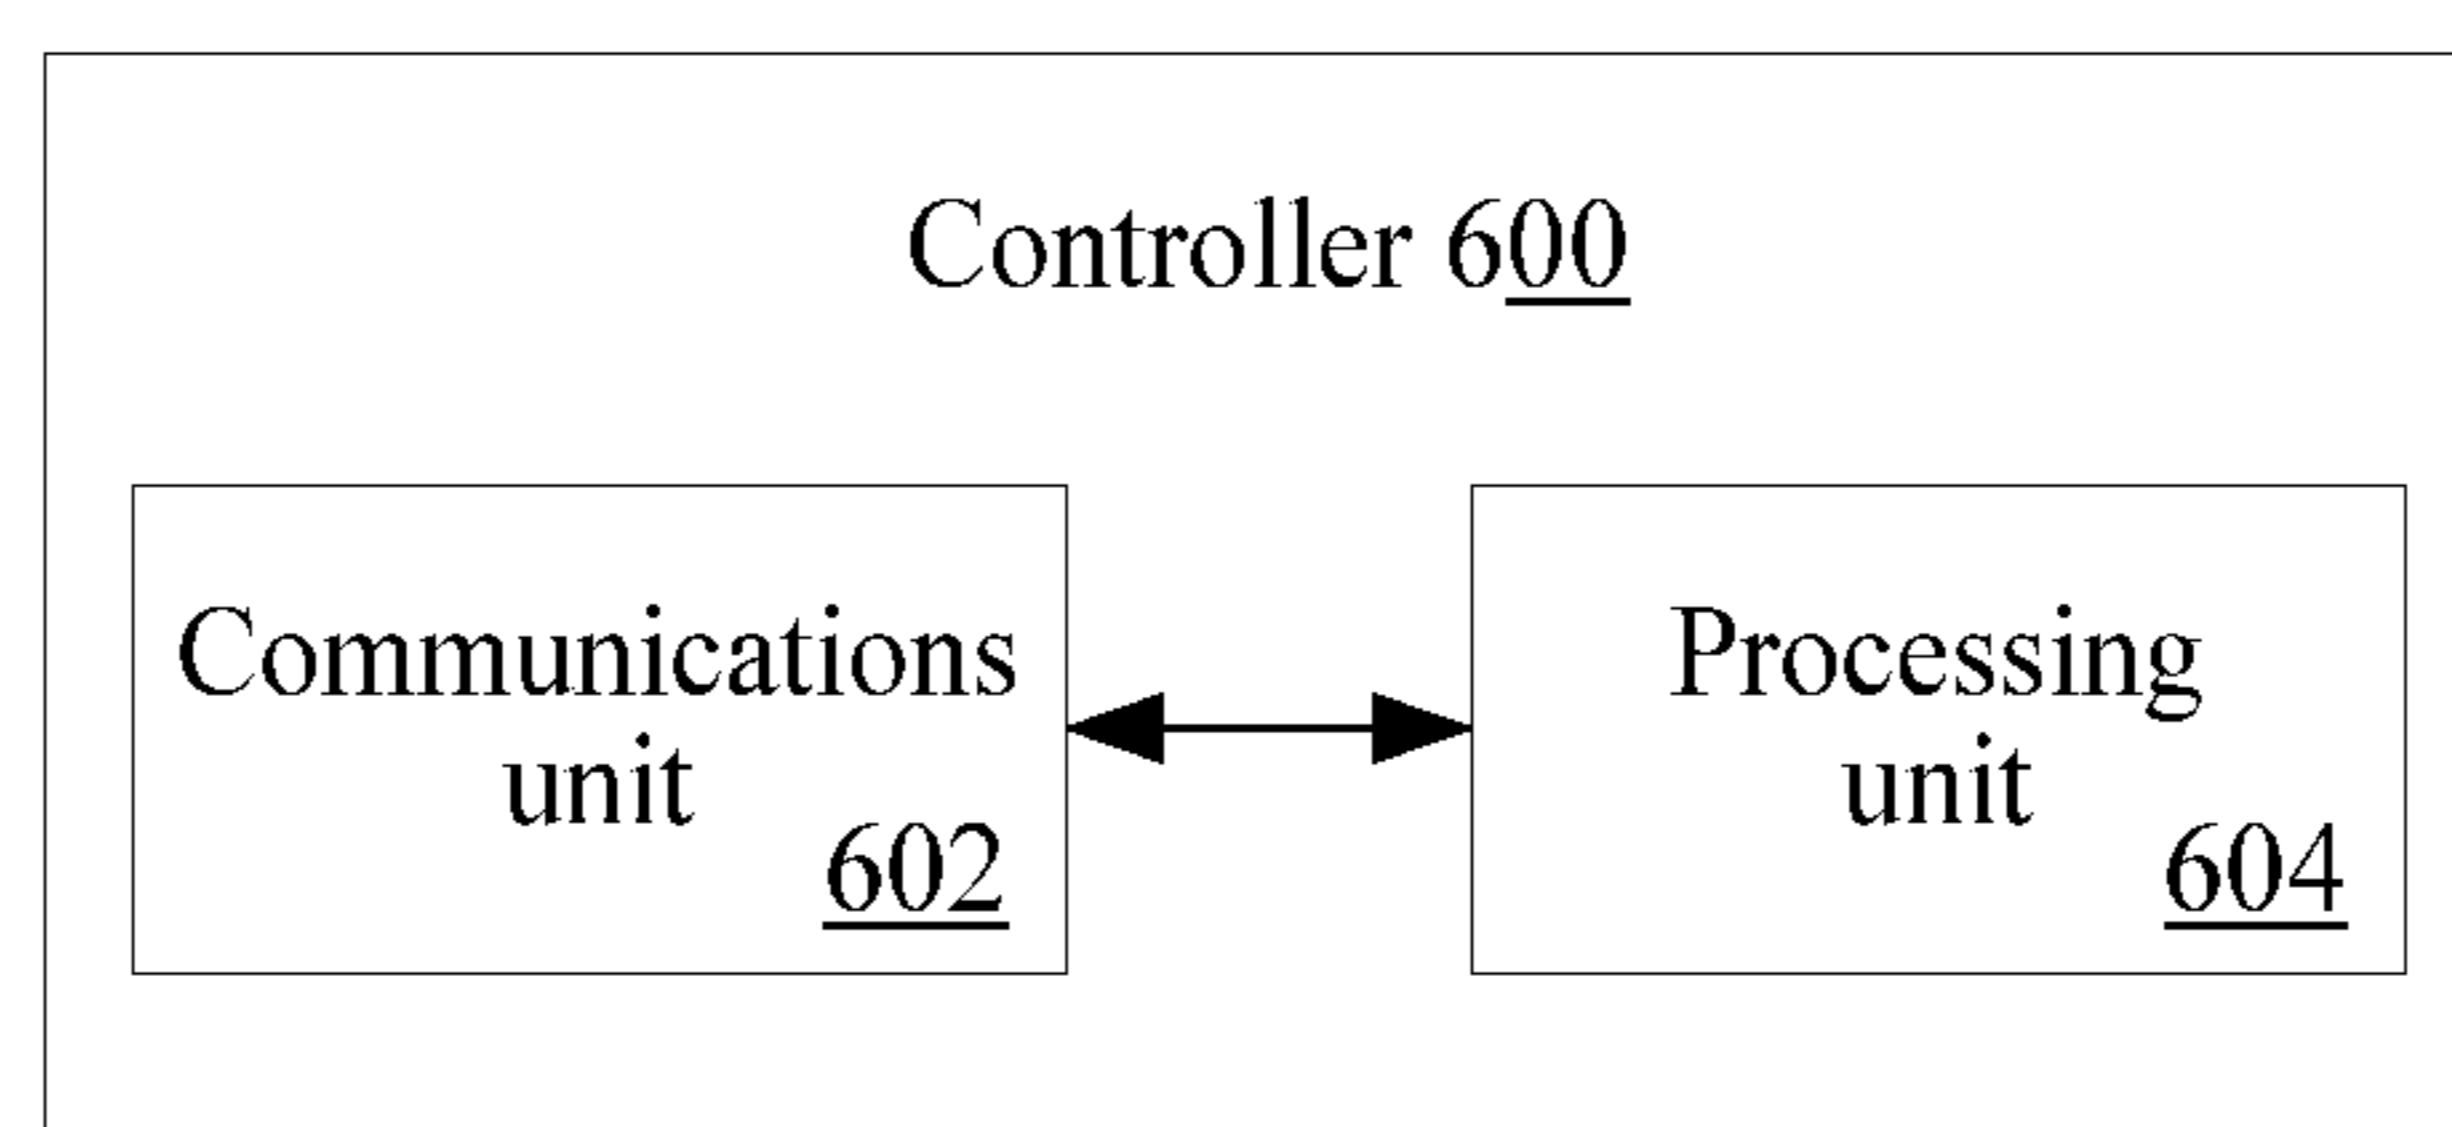 Controller 600
Communications
unit
602
Processing
unit
604